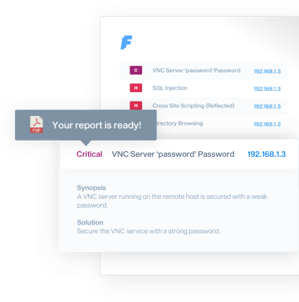 F
C VNC Server 'password' Password 192.168.1.3
H SQL Injection 192.168.1.3
H Cross Site Scripting (Reflected) 192.168.1.3
Directory Browsing 192.168.1.3
PDF Your report is ready!
Critical VNC Server 'password' Password 192.168.1.3
Synopsis
A VNC server running on the remote host is secured with a weak
password.
Solution
Secure the VNC service with a strong password.